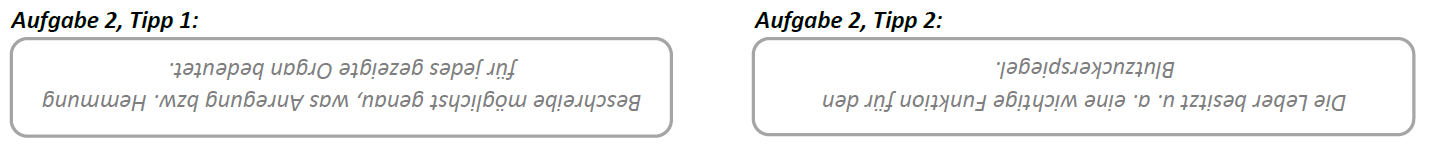 Aufgabe 2, Tipp 1:
Beschreibe möglichst genau, was Anregung bzw. Hemmung
für jedes gezeigte Organ bedeutet.
Aufgabe 2, Tipp 2:
Die Leber besitzt u. a. eine wichtige Funktion für den
Blutzuckerspiegel.